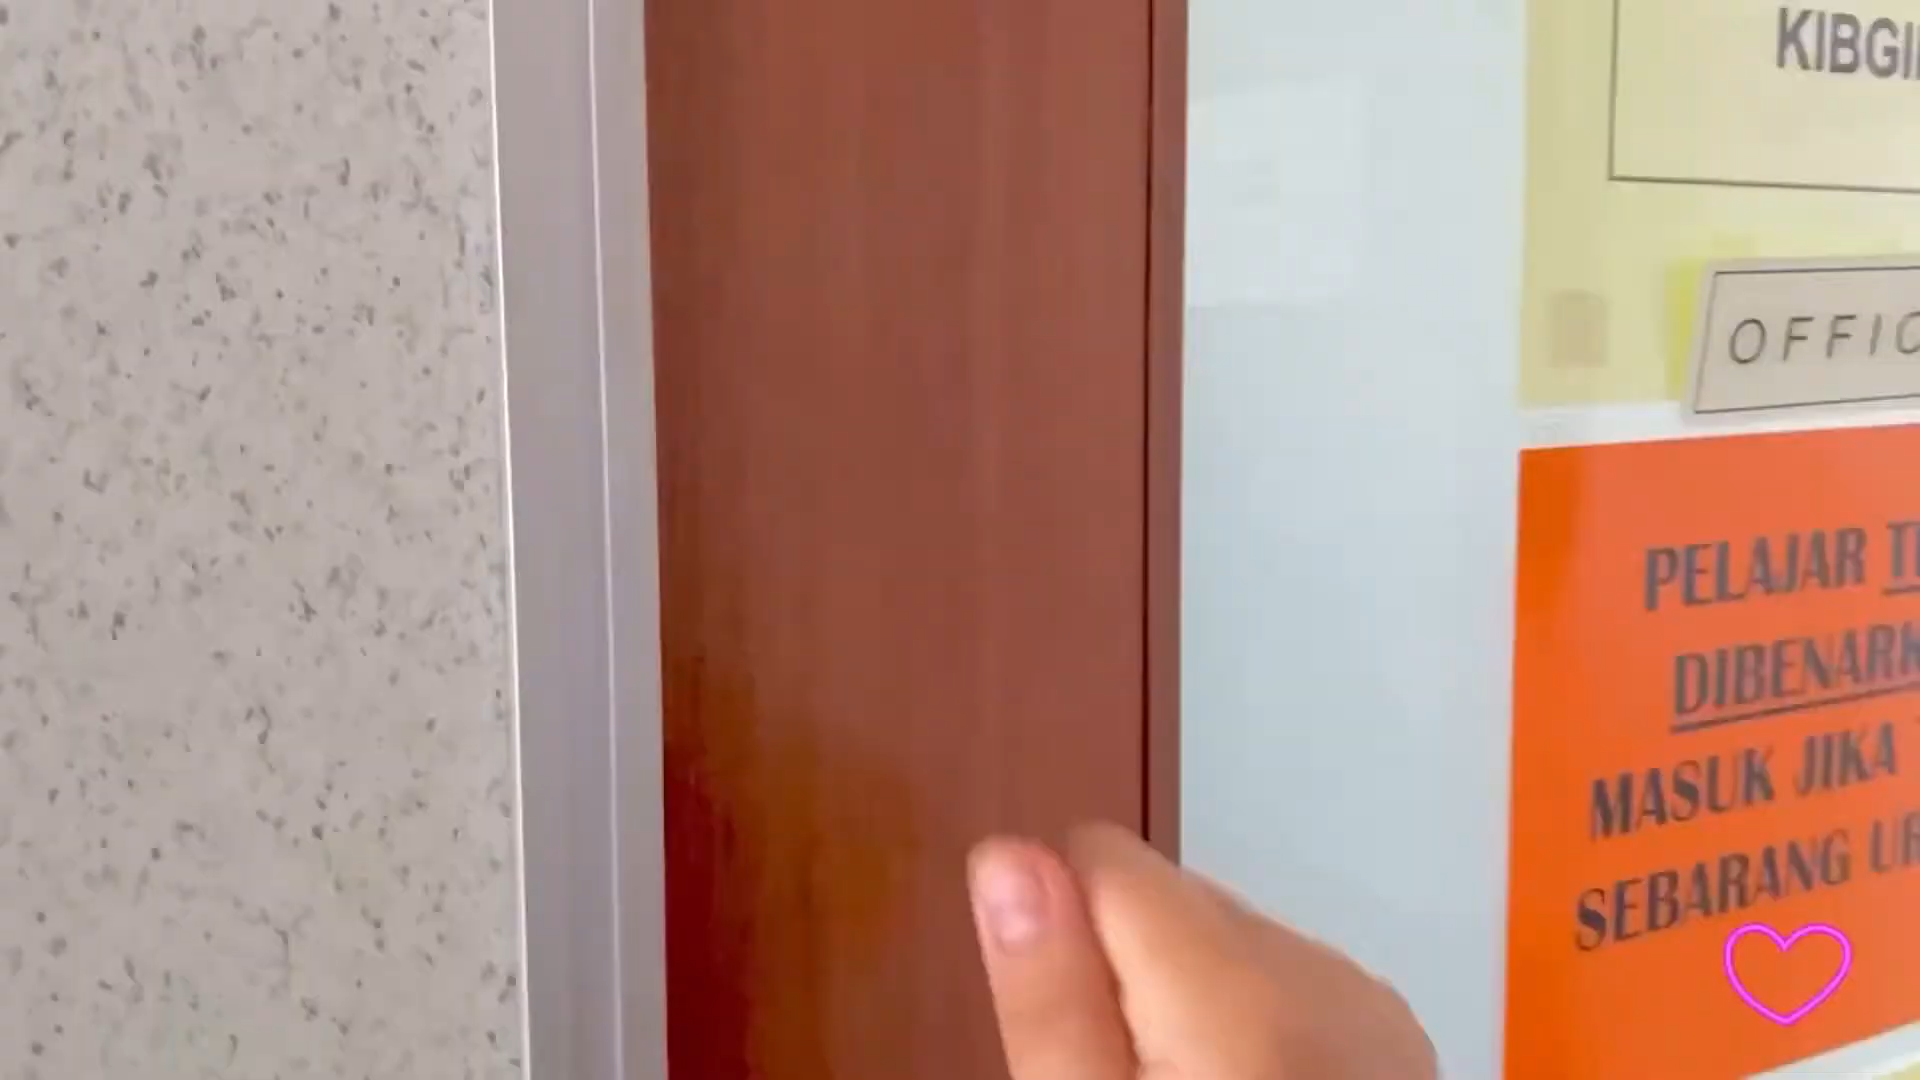 KIBGI
OFFIC
PELAJAR
DIBENARK
MASUK JIKA
SEBARANG